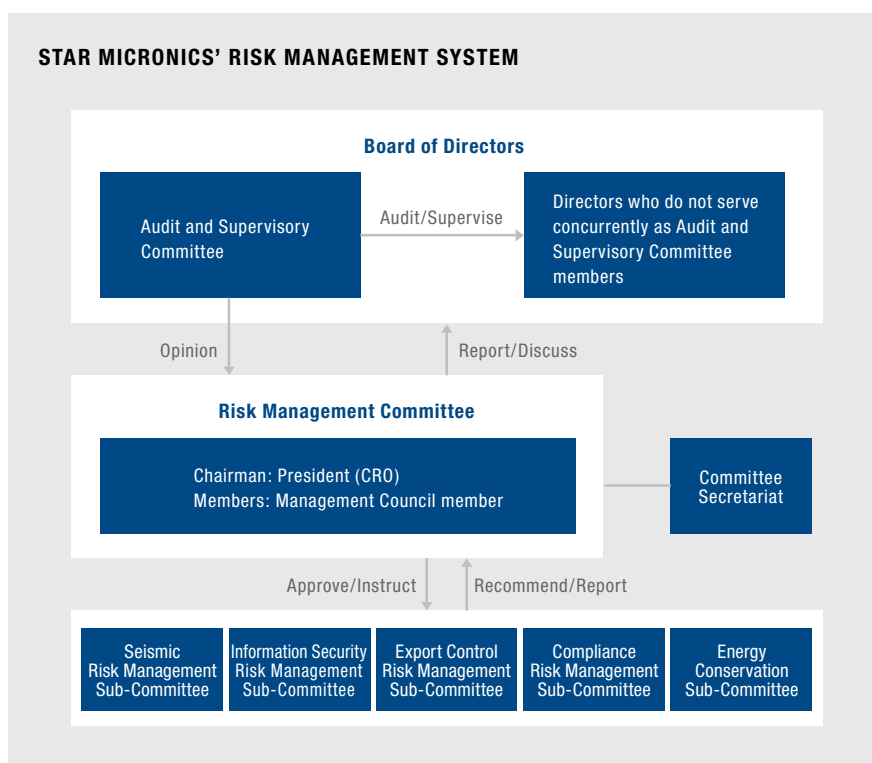 STAR MICRONICS’ RISK MANAGEMENT SYSTEM
Board of Directors
Audit and Supervisory
Committee
Audit/Supervise
Directors who do not serve
concurrently as Audit and
Supervisory Committee
members
Opinion
Report/Discuss
Risk Management Committee
Chairman: President (CRO)
Members: Management Council member
Committee
Secretariat
Approve/Instruct
Recommend/Report
Seismic
Risk Management
Sub-Committee
Information Security
Risk Management
Sub-Committee
Export Control
Risk Management
Sub-Committee
Compliance
Risk Management
Sub-Committee
Energy
Conservation
Sub-Committee